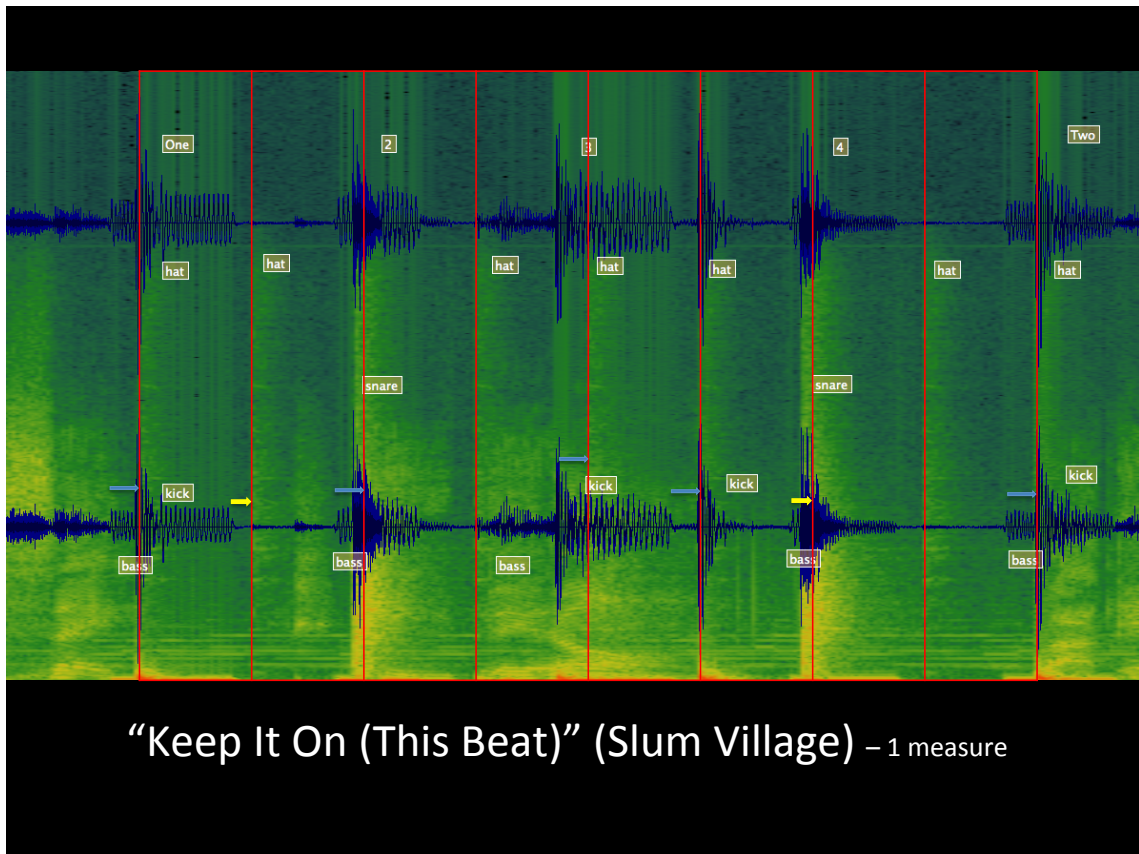 One
2
3
4
Two
hat
hat
hat
hat
hat
hat
hat
snare
snare
kick
kick
kick
kick
bass
bass
bass
bass
bass
“Keep It On (This Beat)” (Slum Village) – 1 measure